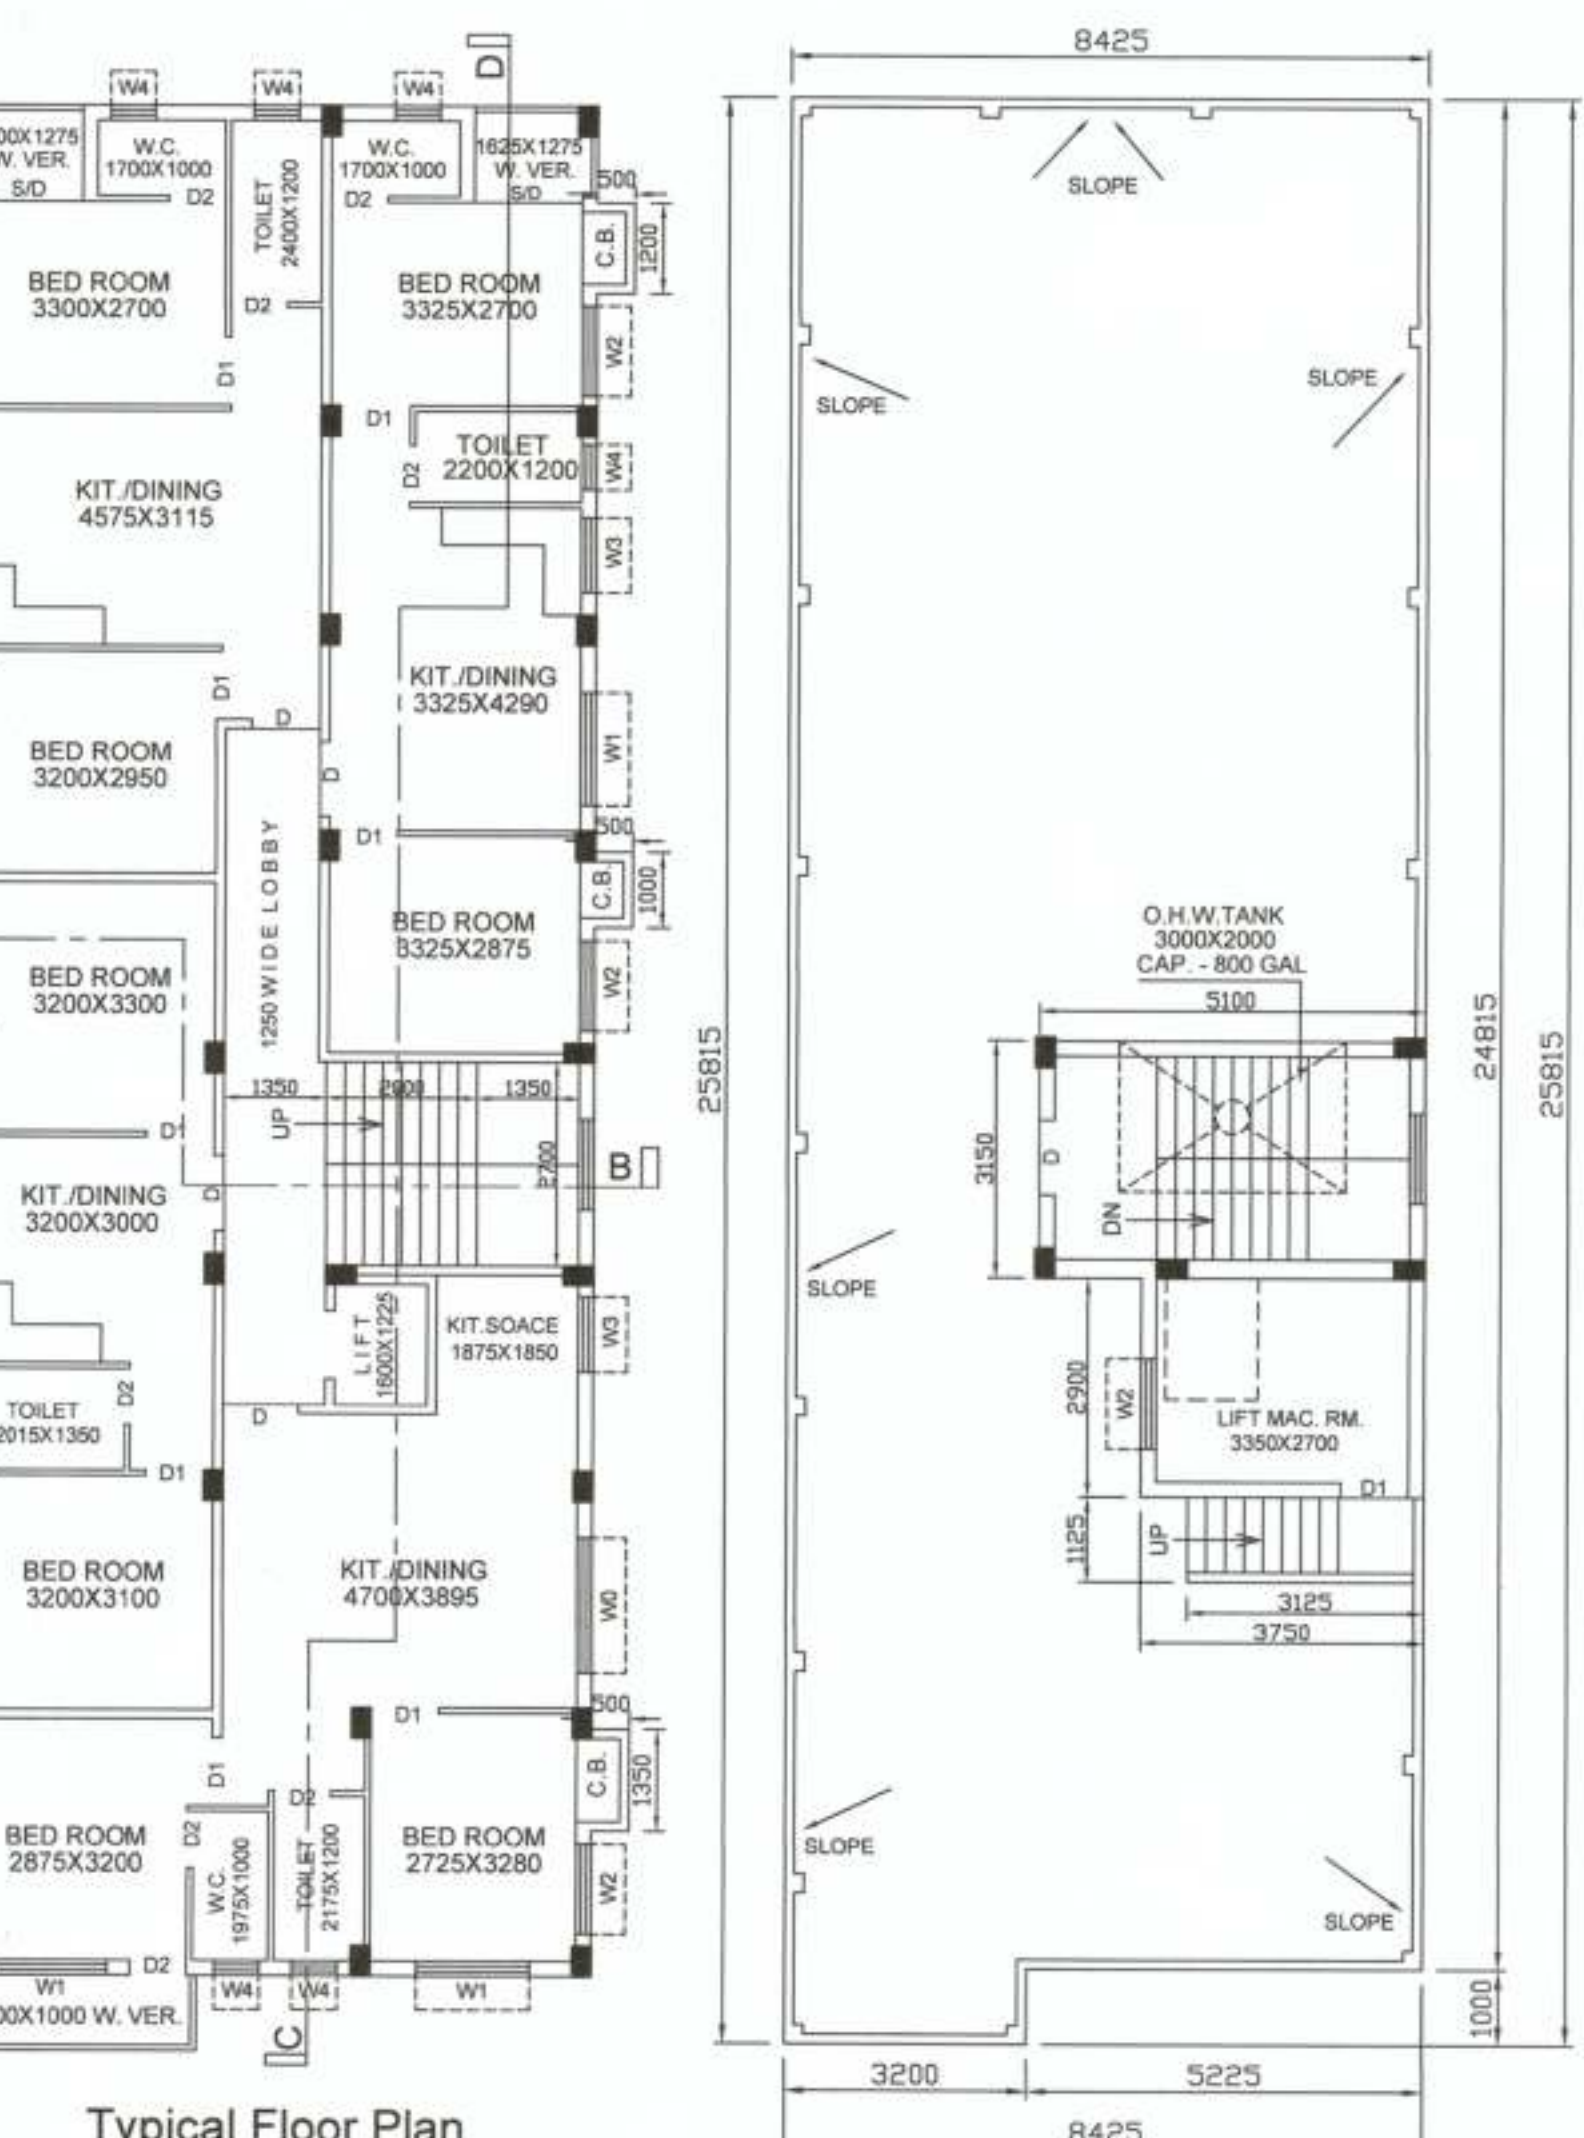 D
W4
W4
W4
00X1275
W. VER.
S/D
W.C.
1700X1000
D2
TOILET
2400X1200
D2
W.C.
1700X1000
D2
1625X1275
W. VER.
S/D
500
C.B.
1200
BED ROOM
3300X2700
D1
BED ROOM
3325X2700
W2
D1
D2
TOILET
2200X1200
W4
KIT./DINING
4575X3115
W3
D1
D
BED ROOM
3200X2950
D
KIT./DINING
3325X4290
W1
500
D1
C.B.
1000
1250 WIDE LOBBY
BED ROOM
3325X2875
W2
BED ROOM
3200X3300
D1
1350
2000
1350
UP
2700
B
D
KIT./DINING
3200X3000
LIFT
1600X1225
KIT.SOACE
1875X1850
W3
D
TOILET
2015X1350
D2
D1
BED ROOM
3200X3100
KIT./DINING
4700X3895
W0
D1
500
C.B.
1350
D1
D2
D2
BED ROOM
2875X3200
W.C.
1975X1000
TOILET
2175X1200
BED ROOM
2725X3280
W2
D2
W1
00X1000 W. VER.
W4
W4
W1
C
Typical Floor Plan
8425
SLOPE
SLOPE
SLOPE
25815
24815
25815
O.H.W.TANK
3000X2000
CAP. - 800 GAL
5100
3150
D
DN
SLOPE
2900
W2
LIFT MAC. RM.
3350X2700
D1
1125
UP
3125
3750
SLOPE
SLOPE
1000
3200
5225
8425